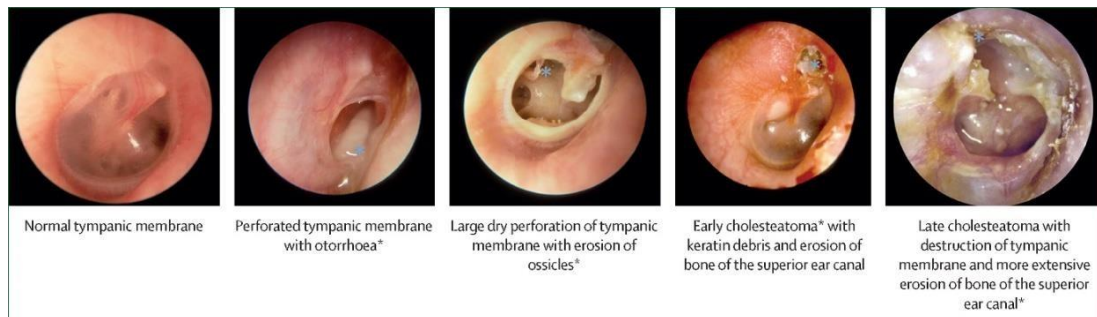 Normal tympanic membrane
Perforated tympanic membrane
with otorrhoea*
Large dry perforation of tympanic
membrane with erosion of
ossicles*
Early cholesteatoma* with
keratin debris and erosion of
bone of the superior ear canal
Late cholesteatoma with
destruction of tympanic
membrane and more extensive
erosion of bone of the superior
ear canal*
*
*
*
*